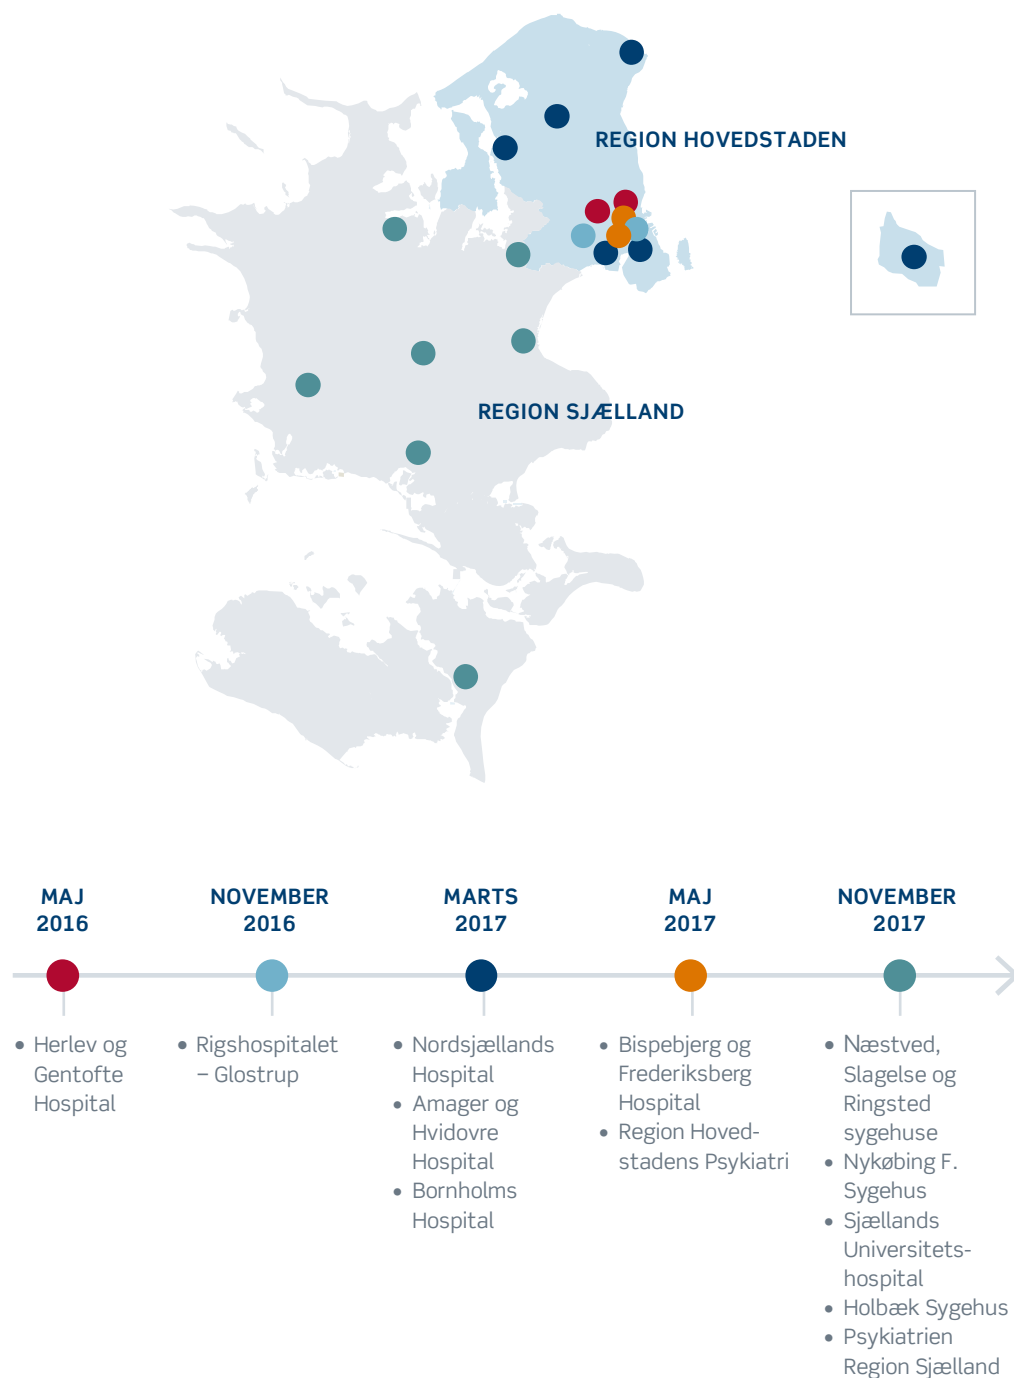 REGION HOVEDSTADEN
REGION SJÆLLAND
MAJ
2016
NOVEMBER
2016
MARTS
2017
MAJ
2017
NOVEMBER
2017
• Herlev og
Gentofte
Hospital
• Rigshospitalet
– Glostrup
• Nordsjællands
Hospital
• Amager og
Hvidovre
Hospital
• Bornholms
Hospital
• Bispebjerg og
Frederiksberg
Hospital
• Region Hoved-
stadens Psykiatri
• Næstved,
Slagelse og
Ringsted
sygehuse
• Nykøbing F.
Sygehus
• Sjællands
Universitets-
hospital
• Holbæk Sygehus
• Psykiatrien
Region Sjælland